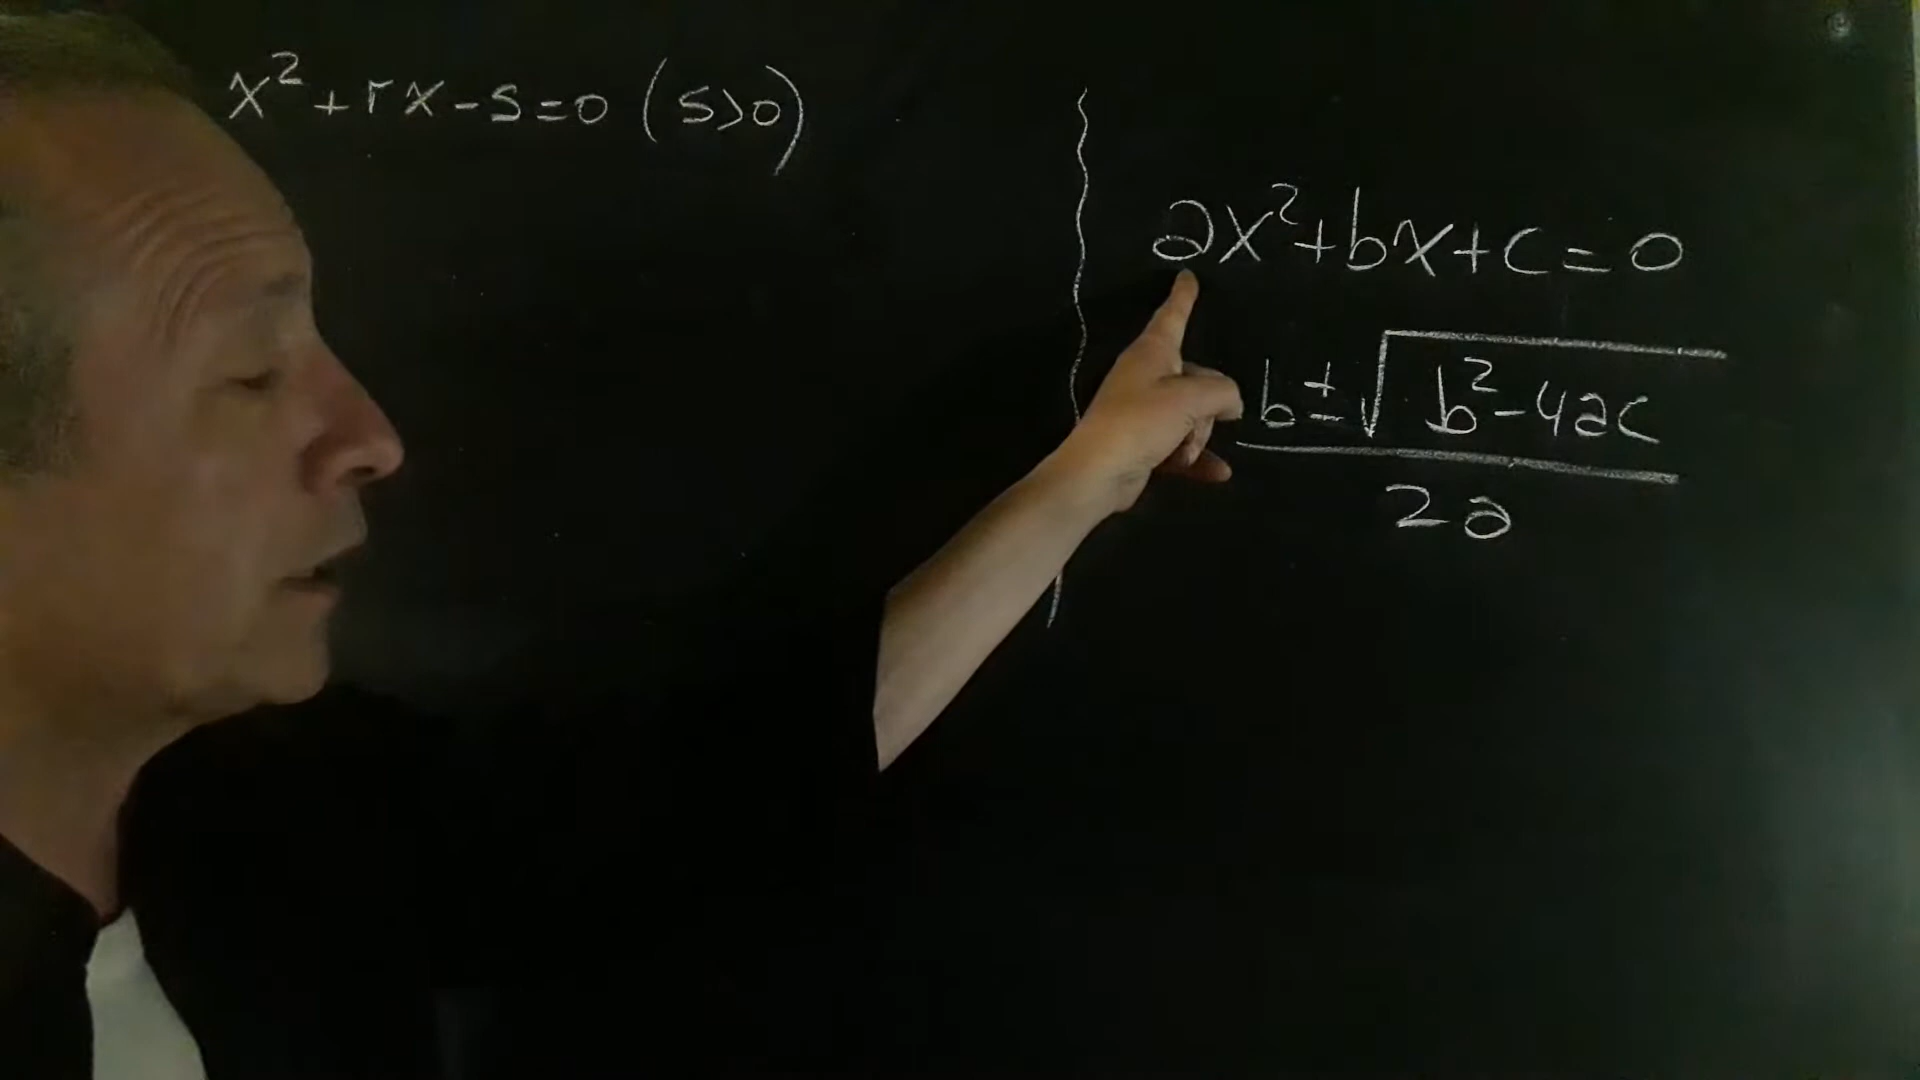 x²+rx-s=0 (s>0)
ax²+bx+c=0
b±√b²-4ac
2a